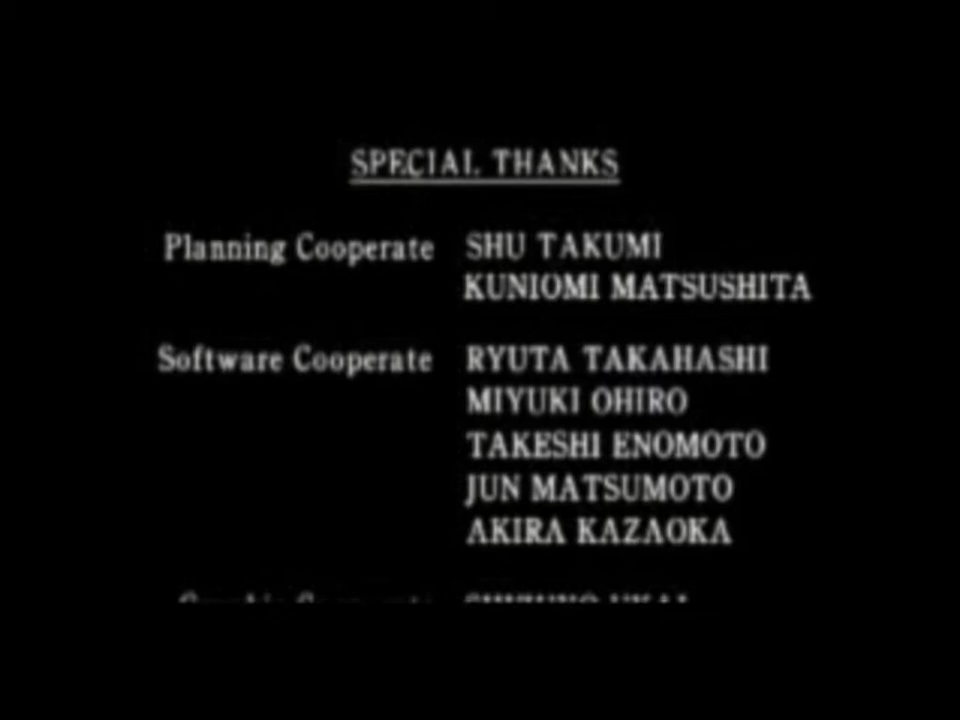 SPECIAL THANKS
Planning Cooperate SHU TAKUMI
KUNIOMI MATSUSHITA
Software Cooperate RYUTA TAKAHASHI
MIYUKI OHIRO
TAKESHI ENOMOTO
JUN MATSUMOTO
AKIRA KAZAOKA